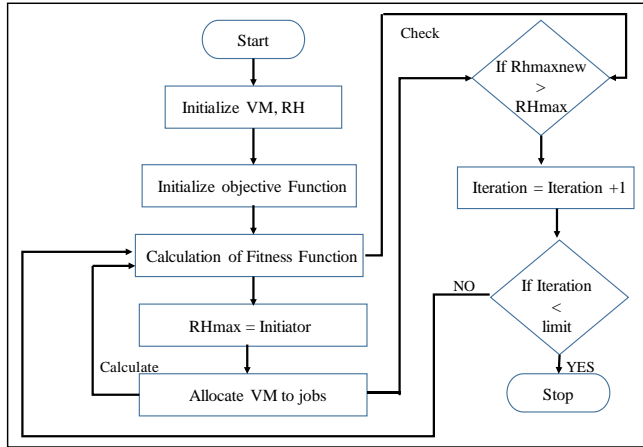 Start
Initialize VM, RH
Initialize objective Function
Calculation of Fitness Function
RHmax = Initiator
Calculate
Allocate VM to jobs
Check
If Rhmaxnew
>
RHmax
Iteration = Iteration +1
If Iteration
<
limit
NO
YES
Stop